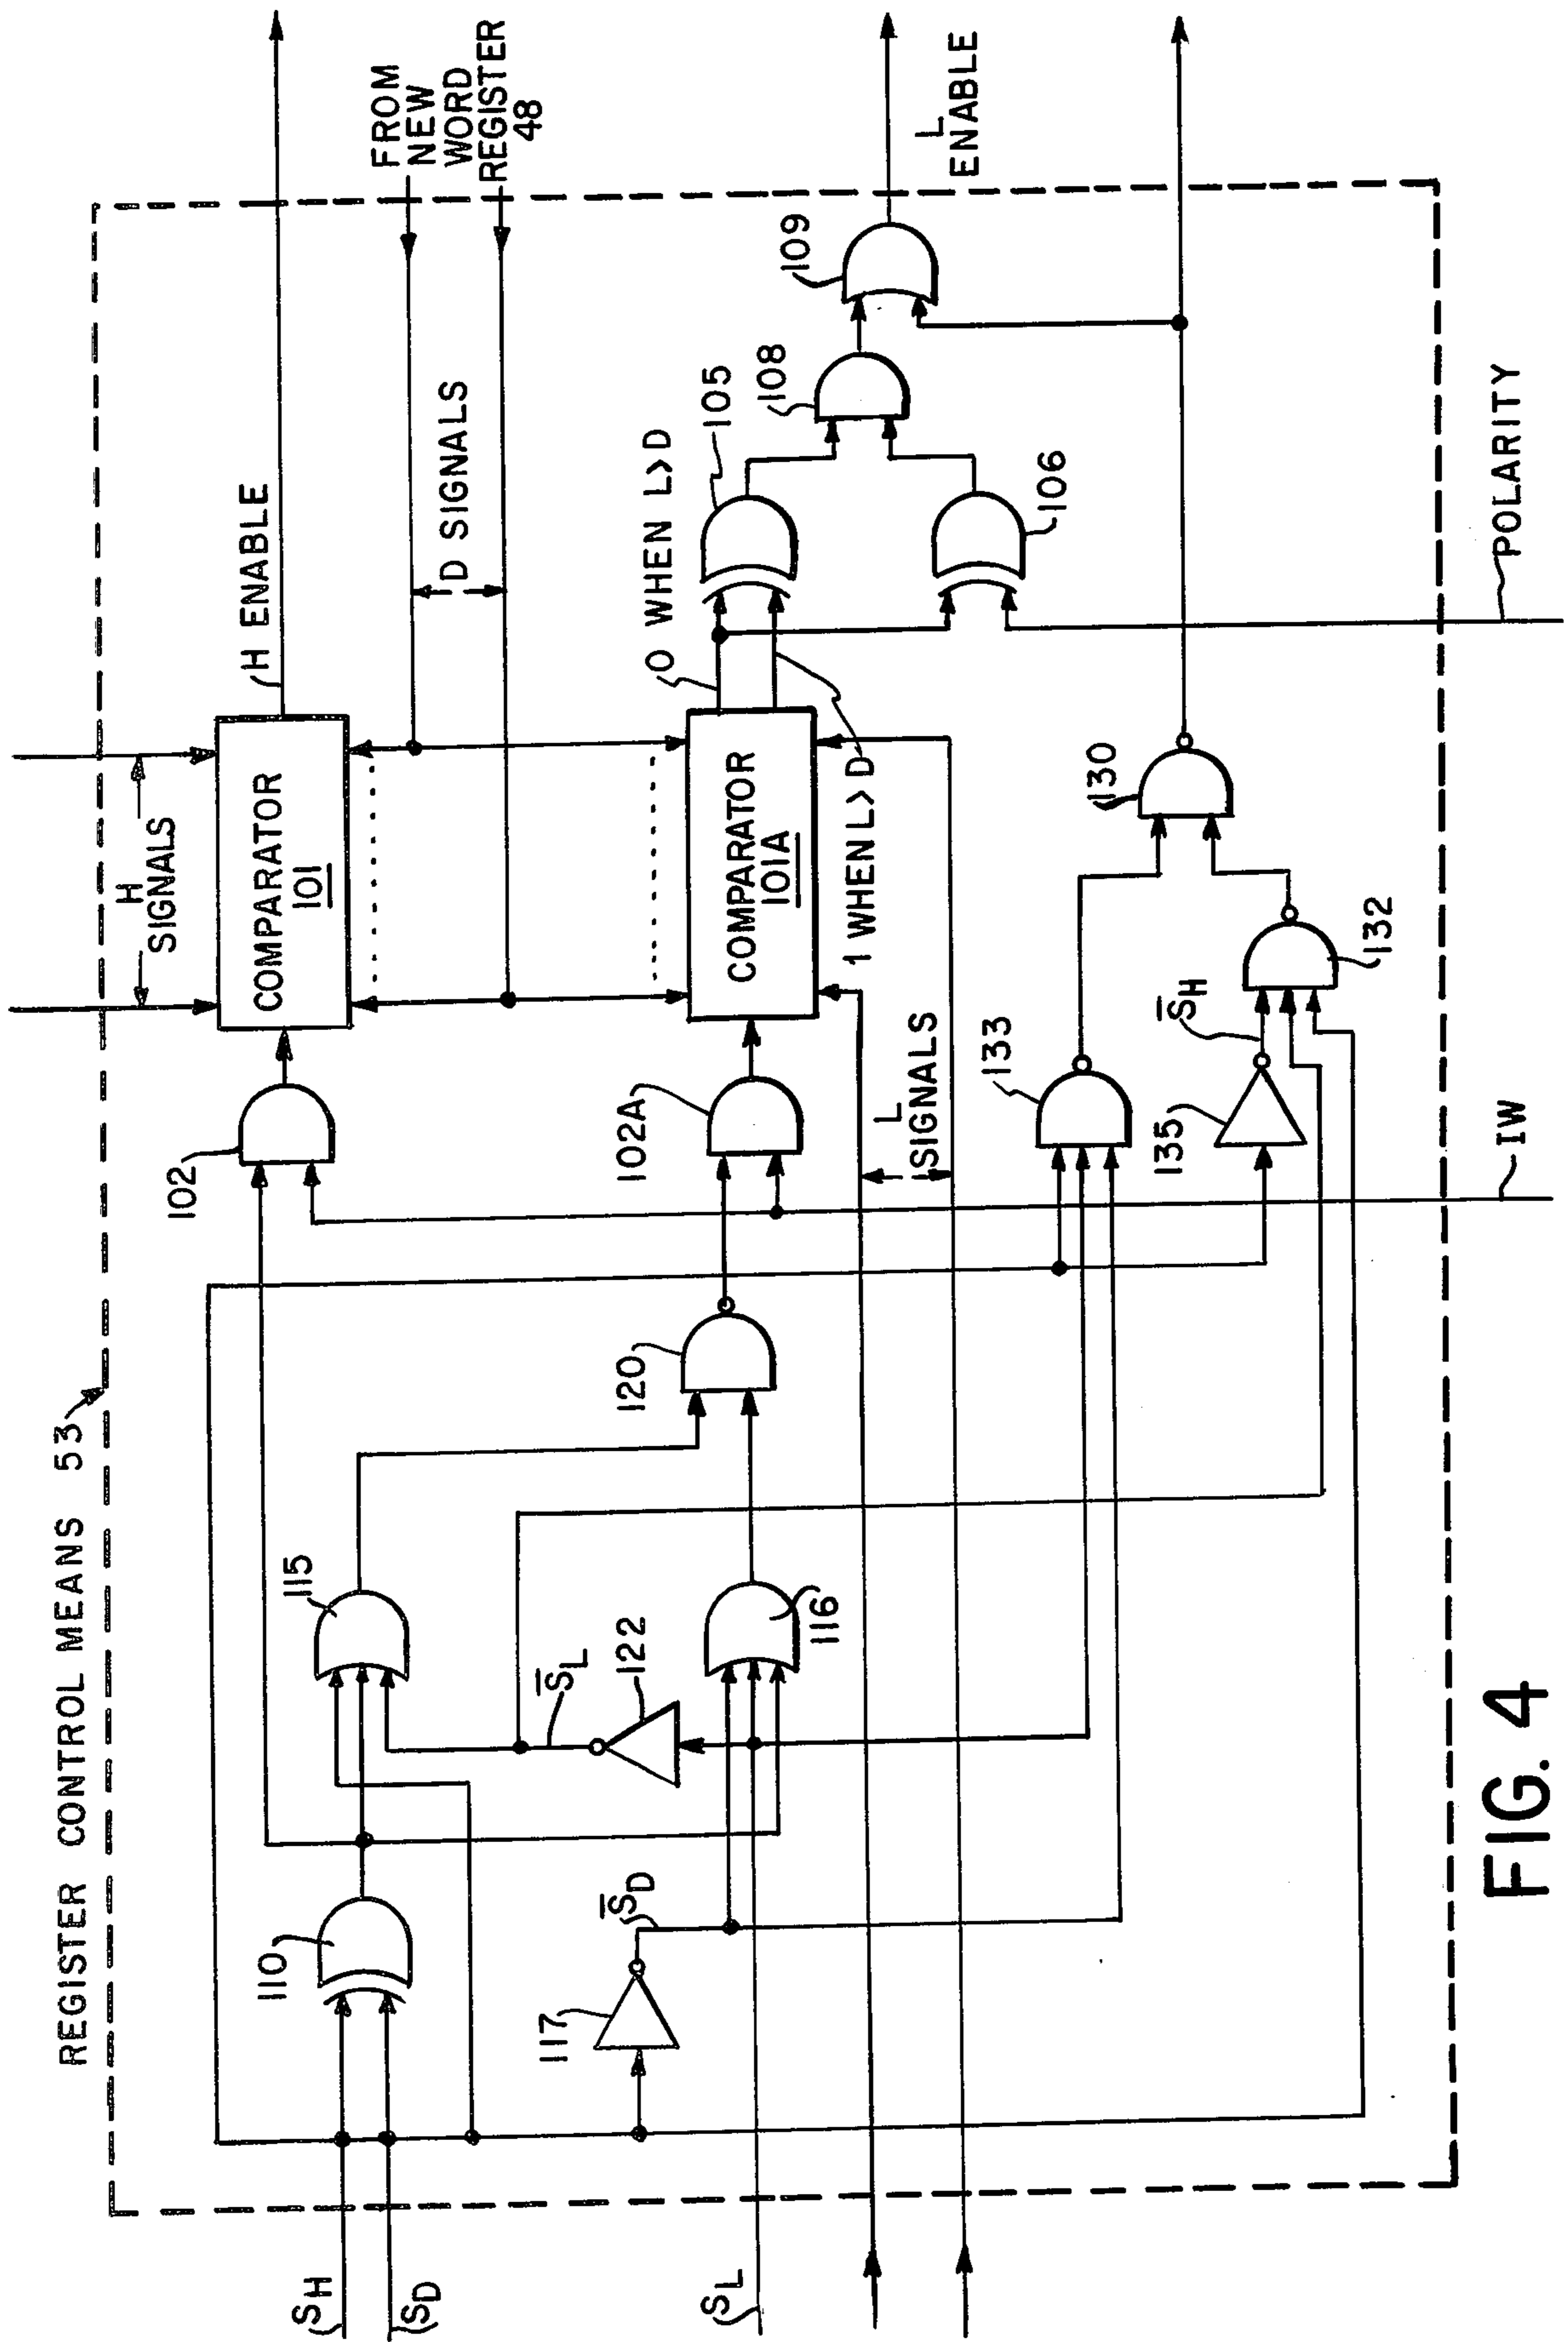 REGISTER CONTROL MEANS 53
H
SIGNALS
H ENABLE
COMPARATOR
101
102
FROM
NEW
WORD
REGISTER
48
D SIGNALS
110
115
S̅L
122
116
120
102A
COMPARATOR
101A
0 WHEN L>D
1 WHEN L>D
105
106
108
109
L
ENABLE
SH
SD
SL
117
S̅D
L
SIGNALS
133
135
S̅H
132
130
IW
POLARITY
FIG. 4